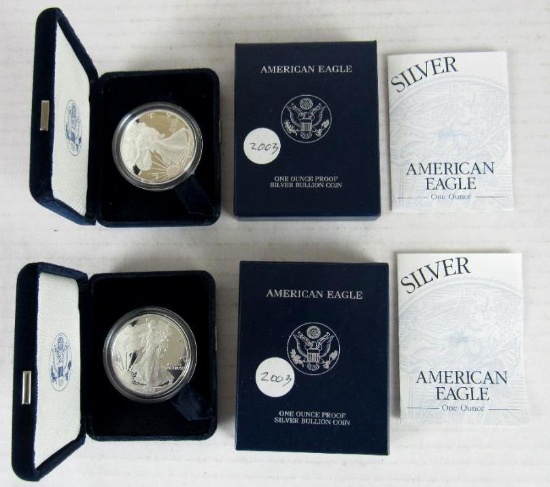 AMERICAN EAGLE
2003
ONE OUNCE PROOF
SILVER BULLION COIN
SILVER
AMERICAN
EAGLE
One Ounce
AMERICAN EAGLE
2003
ONE OUNCE PROOF
SILVER BULLION COIN
SILVER
AMERICAN
EAGLE
One Ounce